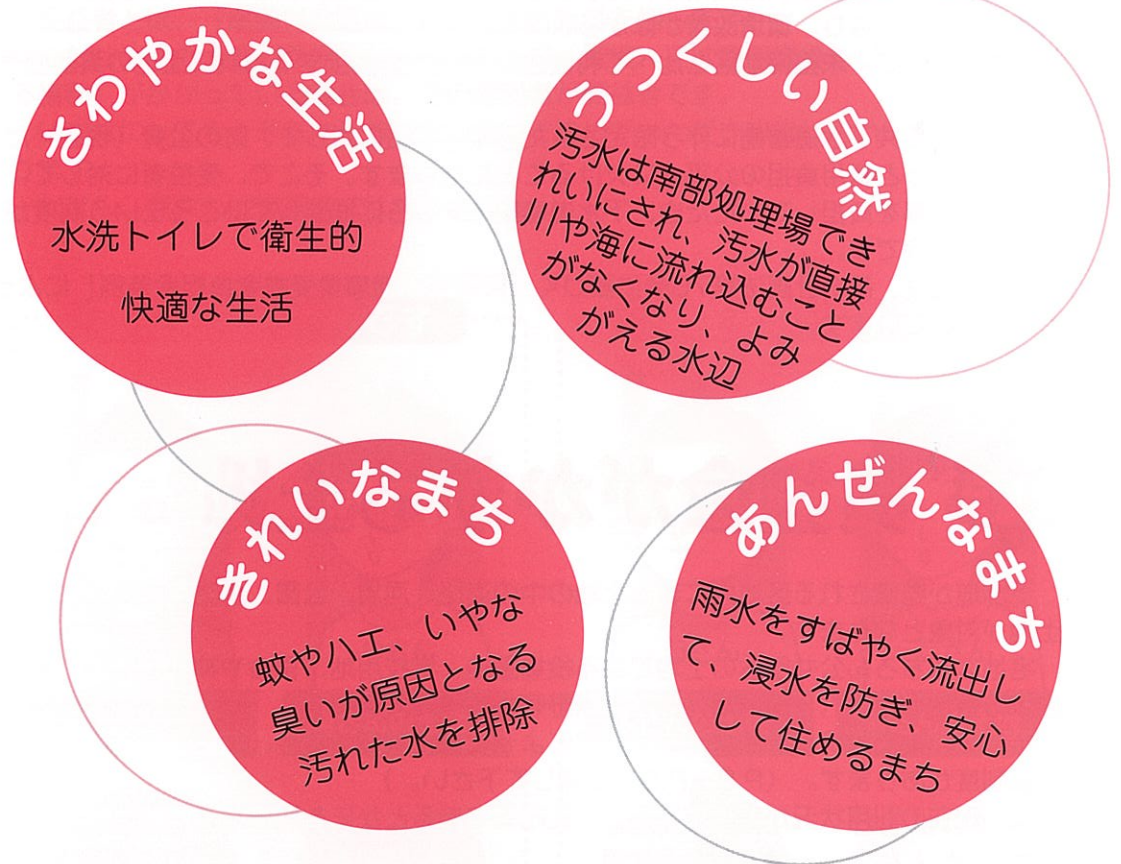 さわやかな生活
水洗トイレで衛生的
快適な生活
うつくしい自然
汚水は南部処理場でき
れいにされ、汚水が直接
川や海に流れ込むこと
がなくなり、よみ
がえる水辺
きれいなまち
蚊やハエ、いやな
臭いが原因となる
汚れた水を排除
あんぜんなまち
雨水をすばやく流出し
て、浸水を防ぎ、安心
して住めるまち